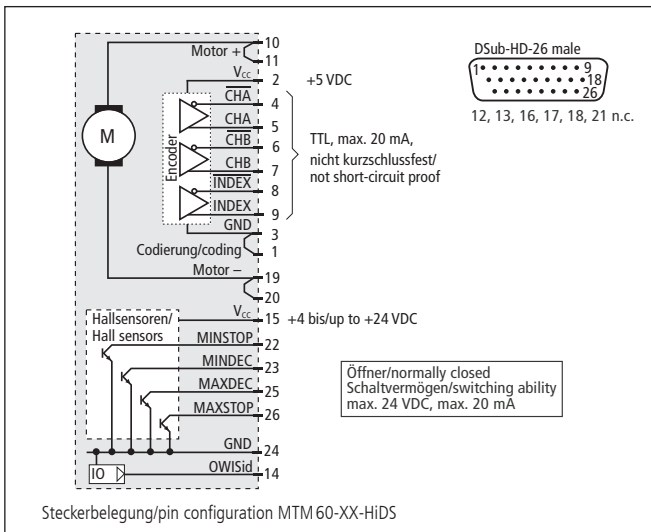 Motor + 10
11
V_CC 2 +5 VDC
C̅H̅A̅ 4
CHA 5
C̅H̅B̅ 6
CHB 7
I̅N̅D̅E̅X̅ 8
INDEX 9
GND 3
Codierung/coding 1
Motor – 19
20
M
Encoder
TTL, max. 20 mA,
nicht kurzschlussfest/
not short-circuit proof
DSub-HD-26 male
1 9
18
26
12, 13, 16, 17, 18, 21 n.c.
V_CC 15 +4 bis/up to +24 VDC
Hallsensoren/
Hall sensors
MINSTOP 22
MINDEC 23
MAXDEC 25
MAXSTOP 26
GND 24
IO OWISid 14
Öffner/normally closed
Schaltvermögen/switching ability
max. 24 VDC, max. 20 mA
Steckerbelegung/pin configuration MTM 60-XX-HiDS